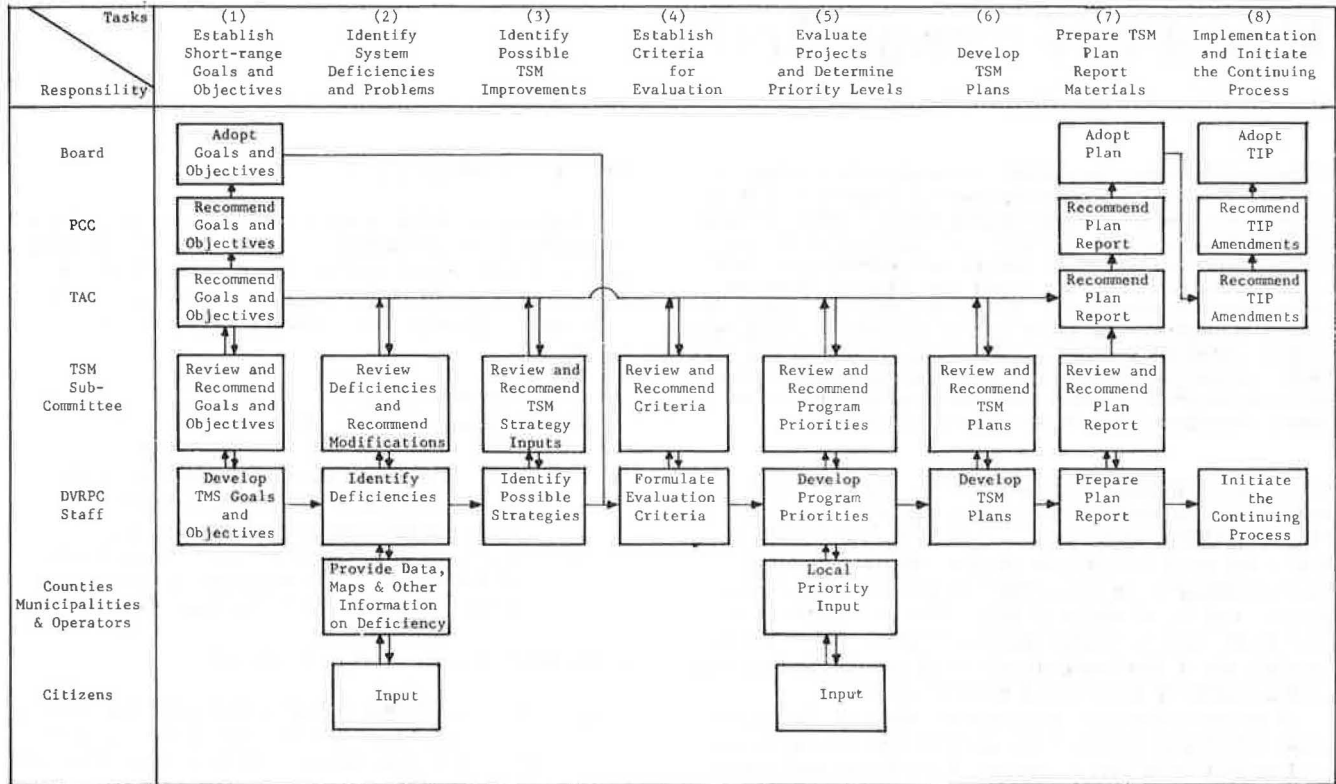 Tasks
Responsility
(1)
Establish
Short-range
Goals and
Objectives
(2)
Identify
System
Deficiencies
and Problems
(3)
Identify
Possible
TSM
Improvements
(4)
Establish
Criteria
for
Evaluation
(5)
Evaluate
Projects
and Determine
Priority Levels
(6)
Develop
TSM
Plans
(7)
Prepare TSM
Plan
Report
Materials
(8)
Implementation
and Initiate
the Continuing
Process
Board
Adopt
Goals and
Objectives
Adopt
Plan
Adopt
TIP
PCC
Recommend
Goals and
Objectives
Recommend
Plan
Report
Recommend
TIP
Amendments
TAC
Recommend
Goals and
Objectives
Recommend
Plan
Report
Recommend
TIP
Amendments
TSM
Sub-
Committee
Review and
Recommend
Goals and
Objectives
Review
Deficiencies
and
Recommend
Modifications
Review and
Recommend
TSM
Strategy
Inputs
Review and
Recommend
Criteria
Review and
Recommend
Program
Priorities
Review and
Recommend
TSM
Plans
Review and
Recommend
Plan
Report
DVRPC
Staff
Develop
TMS Goals
and
Objectives
Identify
Deficiencies
Identify
Possible
Strategies
Formulate
Evaluation
Criteria
Develop
Program
Priorities
Develop
TSM
Plans
Prepare
Plan
Report
Initiate
the
Continuing
Process
Counties
Municipalities
& Operators
Provide Data,
Maps & Other
Information
on Deficiency
Local
Priority
Input
Citizens
Input
Input